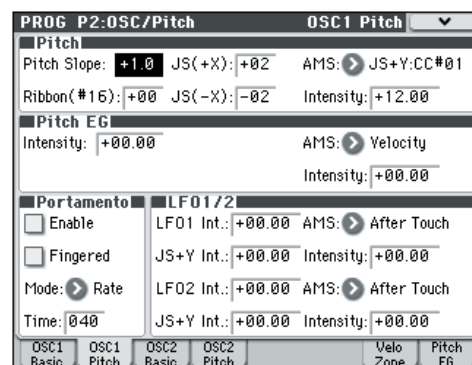 PROG P2:OSC/Pitch OSC1 Pitch
Pitch
Pitch Slope: +1.0 JS(+X): +02 AMS: JS+Y:CC#01
Ribbon(#16): +00 JS(-X): -02 Intensity: +12.00
Pitch EG
Intensity: +00.00 AMS: Velocity
Intensity: +00.00
Portamento LFO1/2
Enable LFO1 Int.: +00.00 AMS: After Touch
Fingered JS+Y Int.: +00.00 Intensity: +00.00
Mode: Rate LFO2 Int.: +00.00 AMS: After Touch
Time: 040 JS+Y Int.: +00.00 Intensity: +00.00
OSC1 Basic OSC1 Pitch OSC2 Basic OSC2 Pitch Velo Zone Pitch EG